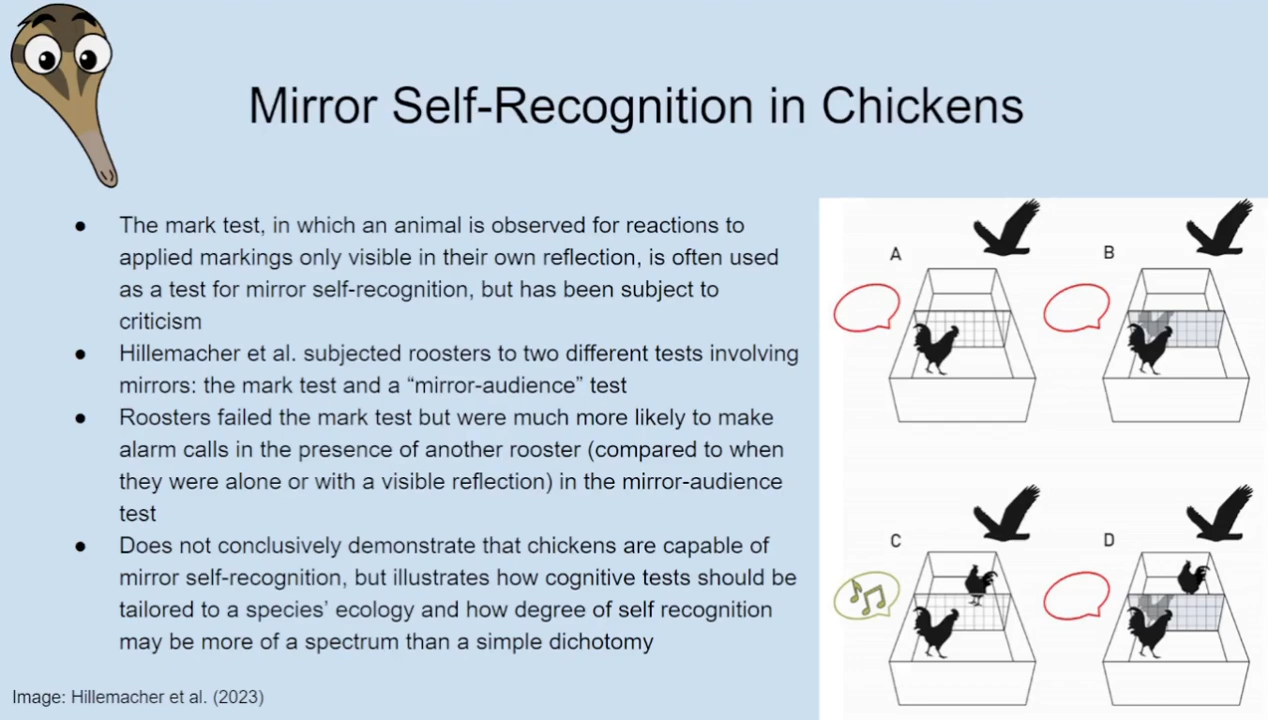 Mirror Self-Recognition in Chickens
● The mark test, in which an animal is observed for reactions to
applied markings only visible in their own reflection, is often used
as a test for mirror self-recognition, but has been subject to
criticism
● Hillemacher et al. subjected roosters to two different tests involving
mirrors: the mark test and a “mirror-audience” test
● Roosters failed the mark test but were much more likely to make
alarm calls in the presence of another rooster (compared to when
they were alone or with a visible reflection) in the mirror-audience
test
● Does not conclusively demonstrate that chickens are capable of
mirror self-recognition, but illustrates how cognitive tests should be
tailored to a species’ ecology and how degree of self recognition
may be more of a spectrum than a simple dichotomy
A
B
C
D
Image: Hillemacher et al. (2023)